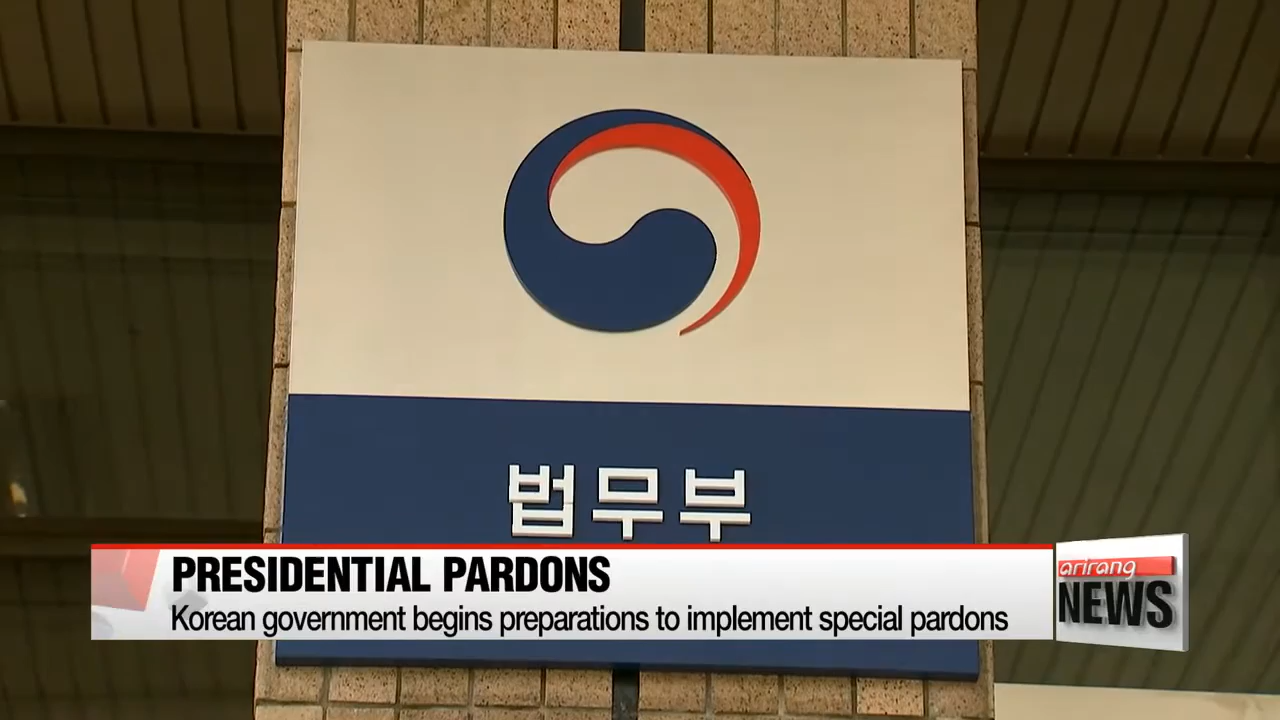 법무부
PRESIDENTIAL PARDONS
Korean government begins preparations to implement special pardons
arirang
NEWS